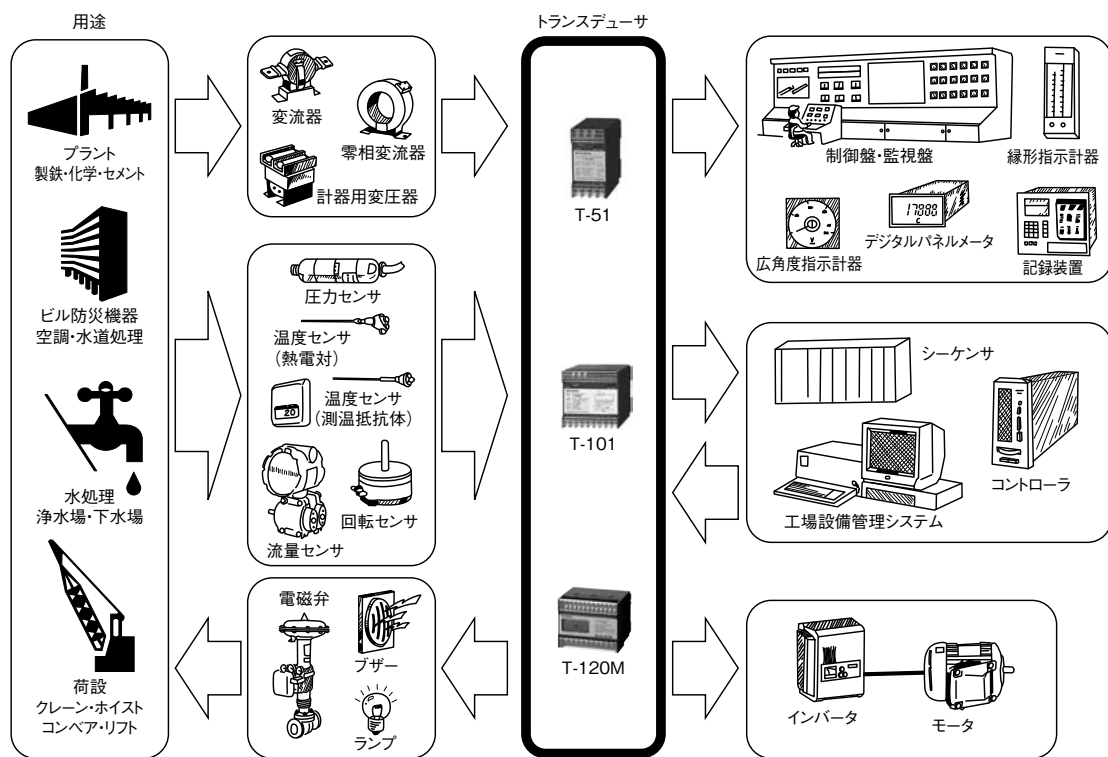 用途
プラント
製鉄・化学・セメント
ビル防災機器
空調・水道処理
水処理
浄水場・下水場
荷設
クレーン・ホイスト
コンベア・リフト
変流器
零相変流器
計器用変圧器
圧力センサ
温度センサ
(熱電対)
20
温度センサ
(測温抵抗体)
回転センサ
流量センサ
電磁弁
ブザー
ランプ
トランスデューサ
T-51
T-101
T-120M
制御盤・監視盤
縁形指示計器
V
広角度指示計器
デジタルパネルメータ
記録装置
シーケンサ
コントローラ
工場設備管理システム
インバータ
モータ